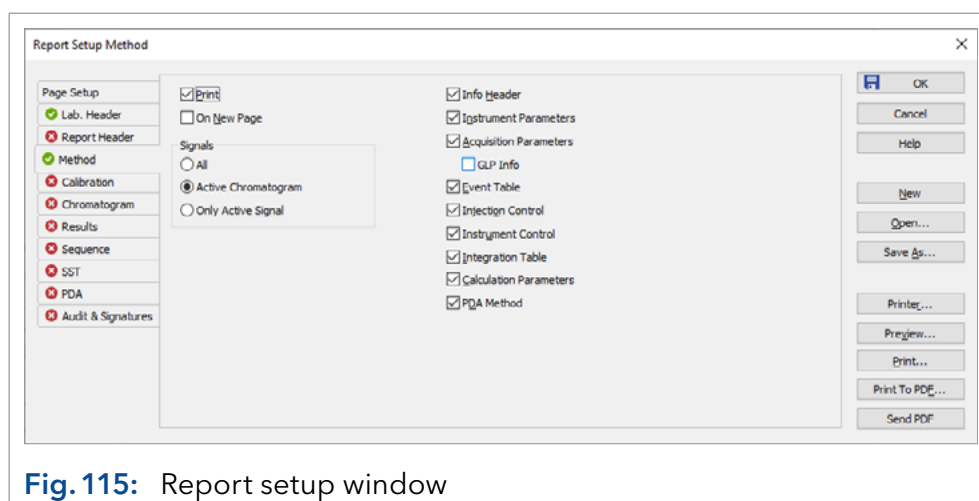 Report Setup Method
Page Setup
Lab. Header
Report Header
Method
Calibration
Chromatogram
Results
Sequence
SST
PDA
Audit & Signatures
Print
On New Page
Signals
All
Active Chromatogram
Only Active Signal
Info Header
Instrument Parameters
Acquisition Parameters
GLP Info
Event Table
Injection Control
Instrument Control
Integration Table
Calculation Parameters
PDA Method
OK
Cancel
Help
New
Open...
Save As...
Printer...
Preview...
Print...
Print To PDF...
Send PDF
Fig. 115: Report setup window